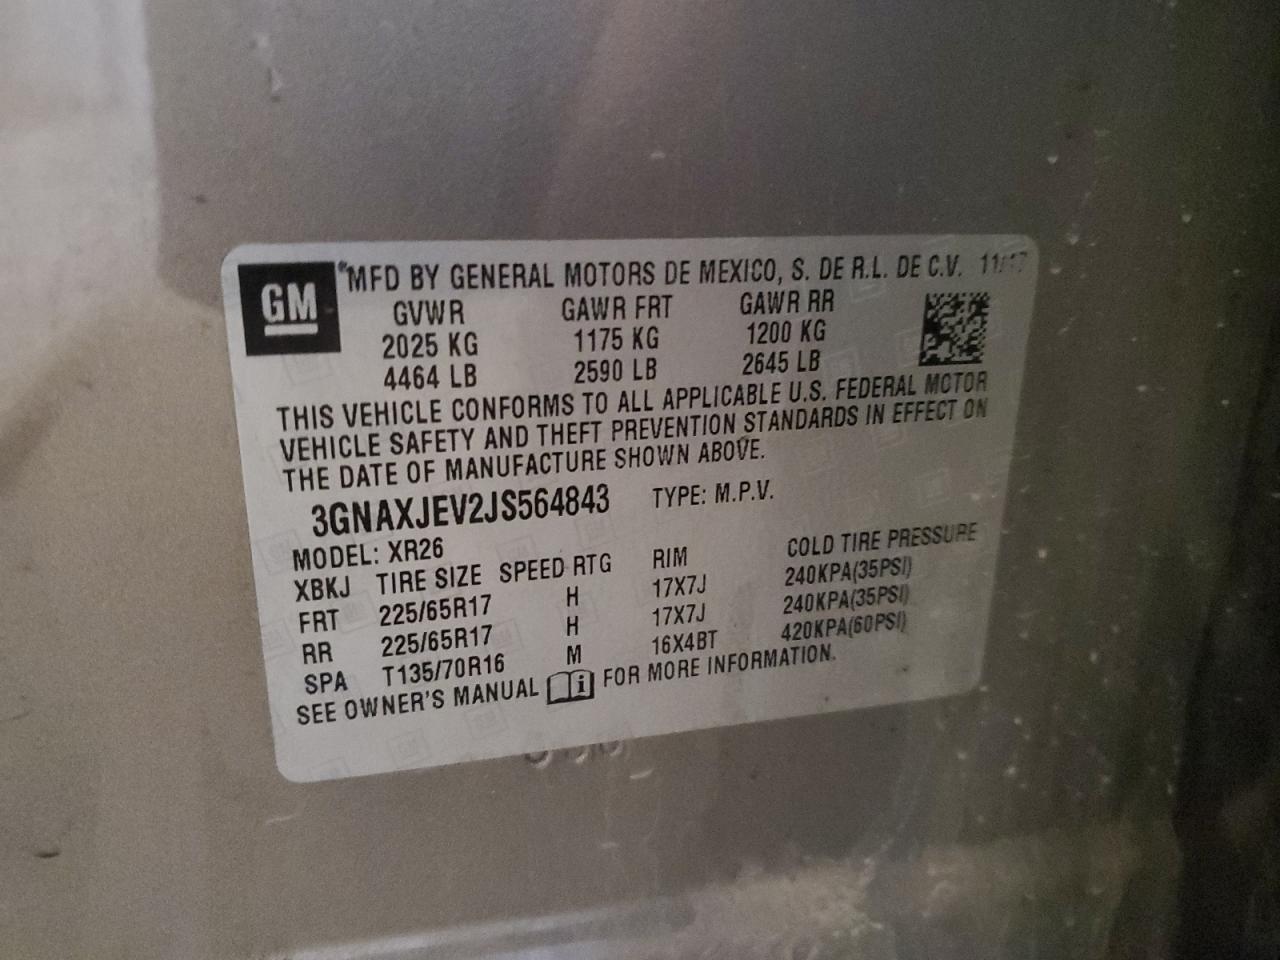 GM
MFD BY GENERAL MOTORS DE MEXICO, S. DE R.L. DE C.V. 11/17
GVWR GAWR FRT GAWR RR
2025 KG 1175 KG 1200 KG
4464 LB 2590 LB 2645 LB
THIS VEHICLE CONFORMS TO ALL APPLICABLE U.S. FEDERAL MOTOR
VEHICLE SAFETY AND THEFT PREVENTION STANDARDS IN EFFECT ON
THE DATE OF MANUFACTURE SHOWN ABOVE.
3GNAXJEV2JS564843 TYPE: M.P.V.
MODEL: XR26
XBKJ TIRE SIZE SPEED RTG RIM COLD TIRE PRESSURE
FRT 225/65R17 H 17X7J 240KPA(35PSI)
RR 225/65R17 H 17X7J 240KPA(35PSI)
SPA T135/70R16 M 16X4BT 420KPA(60PSI)
SEE OWNER'S MANUAL i FOR MORE INFORMATION.